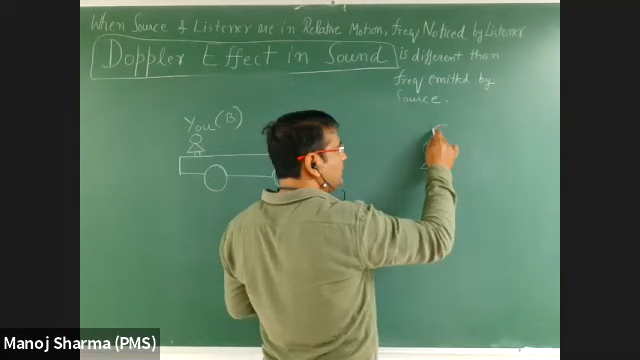 When Source & Listener are in Relative Motion, freq Noticed by Listener
Doppler Effect in Sound is different than
freq emitted by
Source.
You (B)
Manoj Sharma (PMS)